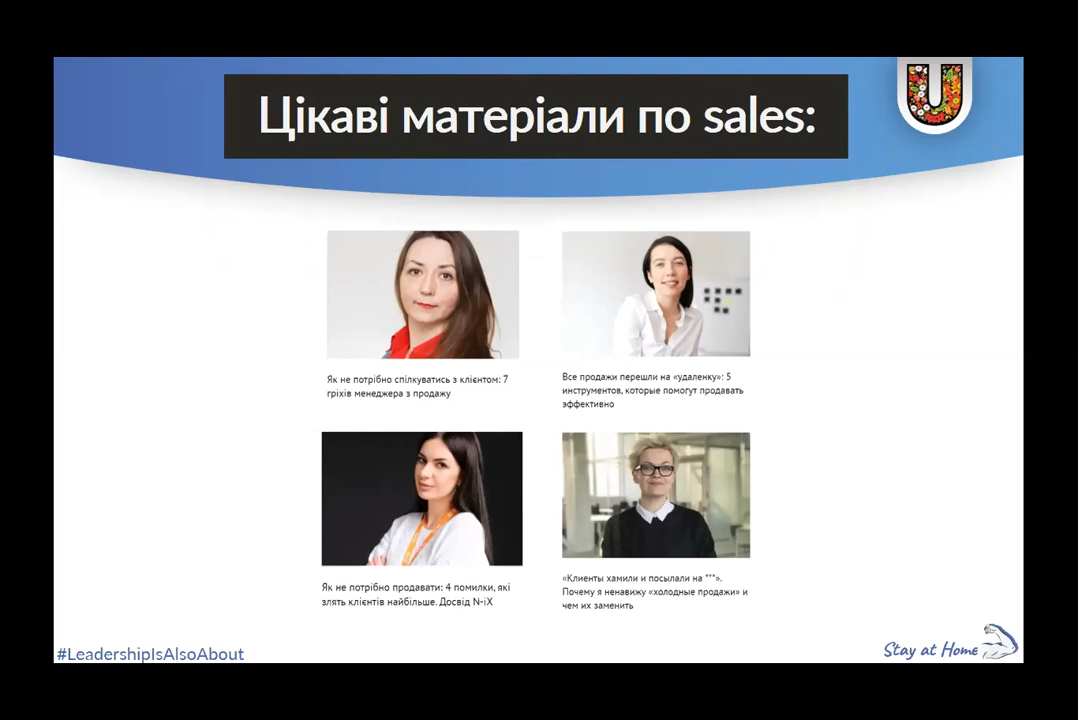 Цікаві матеріали по sales:
U
Як не потрібно спілкуватись з клієнтом: 7
гріхів менеджера з продажу
Все продажи перешли на «удаленку»: 5
инструментов, которые помогут продавать
эффективно
Як не потрібно продавати: 4 помилки, які
злять клієнтів найбільше. Досвід N-iX
«Клиенты хамили и посылали на ***».
Почему я ненавижу «холодные продажи» и
чем их заменить
#LeadershipIsAlsoAbout
Stay at Home